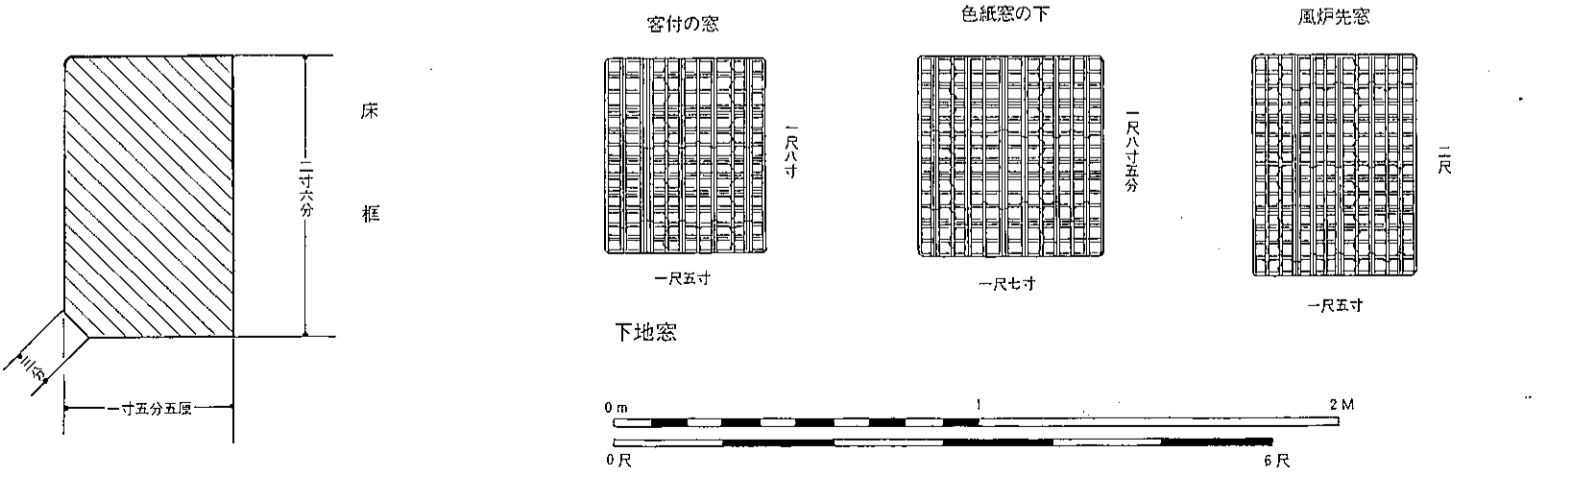 床框
二寸六分
三分
一寸五分五厘
客付の窓
一尺八寸
一尺五寸
色紙窓の下
一尺八寸五分
一尺七寸
風炉先窓
二尺
一尺五寸
下地窓
0 m 1 2 M
0尺 6尺